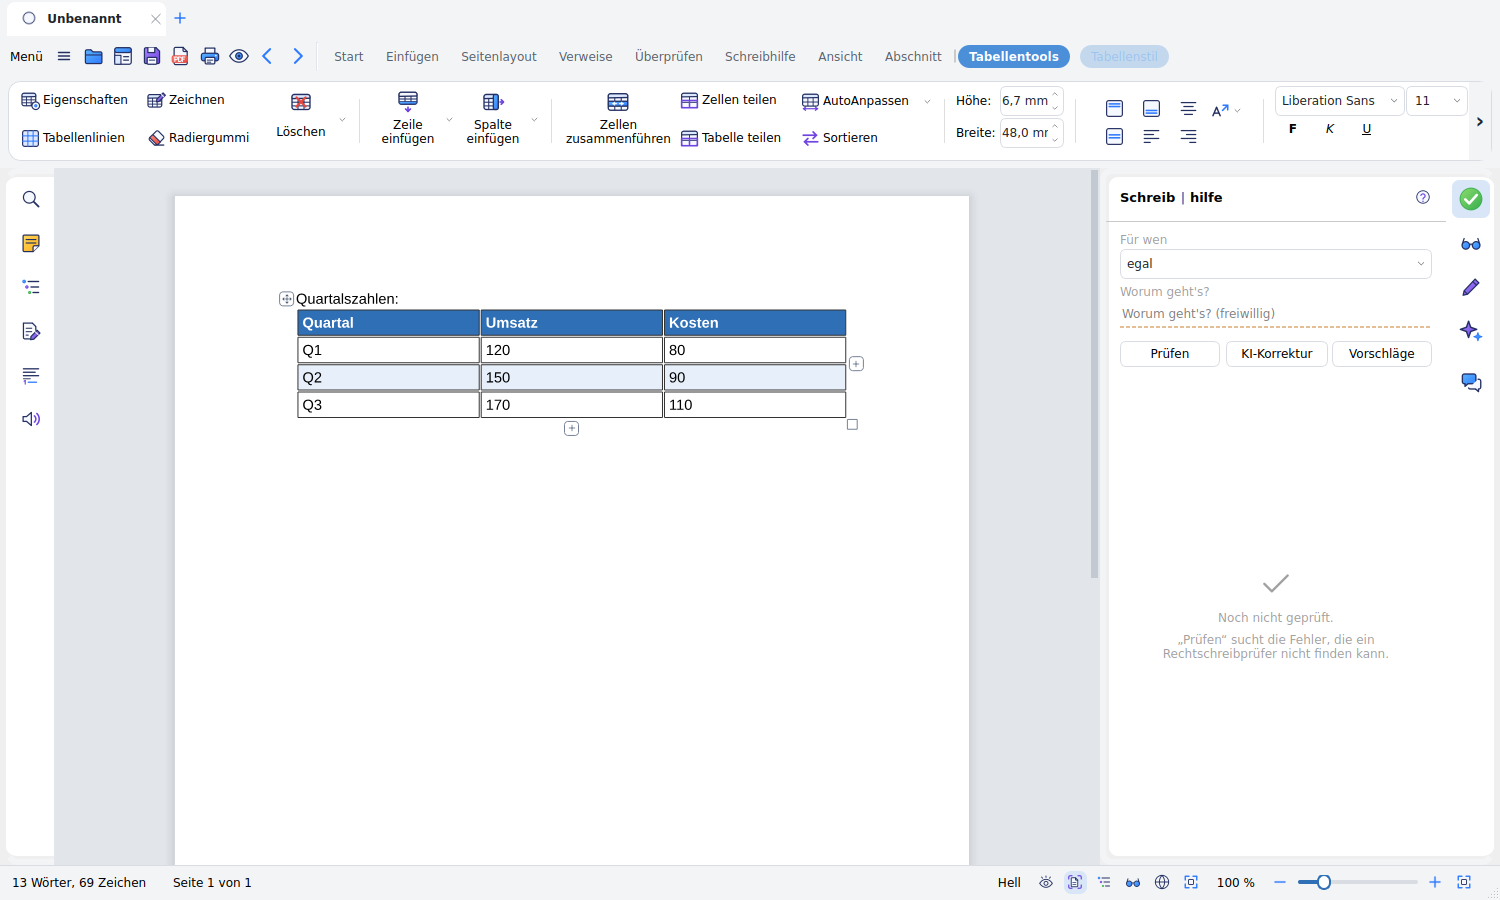 Unbenannt
Menü
Start Einfügen Seitenlayout Verweise Überprüfen Schreibhilfe Ansicht Abschnitt Tabellentools Tabellenstil
Eigenschaften Zeichnen
Tabellenlinien Radiergummi
Löschen
Zeile einfügen
Spalte einfügen
Zellen zusammenführen
Zellen teilen
Tabelle teilen
AutoAnpassen
Sortieren
Höhe: 6,7 mm
Breite: 48,0 mm
Liberation Sans 11
F K U
Quartalszahlen:
Quartal Umsatz Kosten
Q1 120 80
Q2 150 90
Q3 170 110
Schreib | hilfe
Für wen
egal
Worum geht's?
Worum geht's? (freiwillig)
Prüfen KI-Korrektur Vorschläge
Noch nicht geprüft.
„Prüfen“ sucht die Fehler, die ein
Rechtschreibprüfer nicht finden kann.
13 Wörter, 69 Zeichen Seite 1 von 1 Hell 100 %